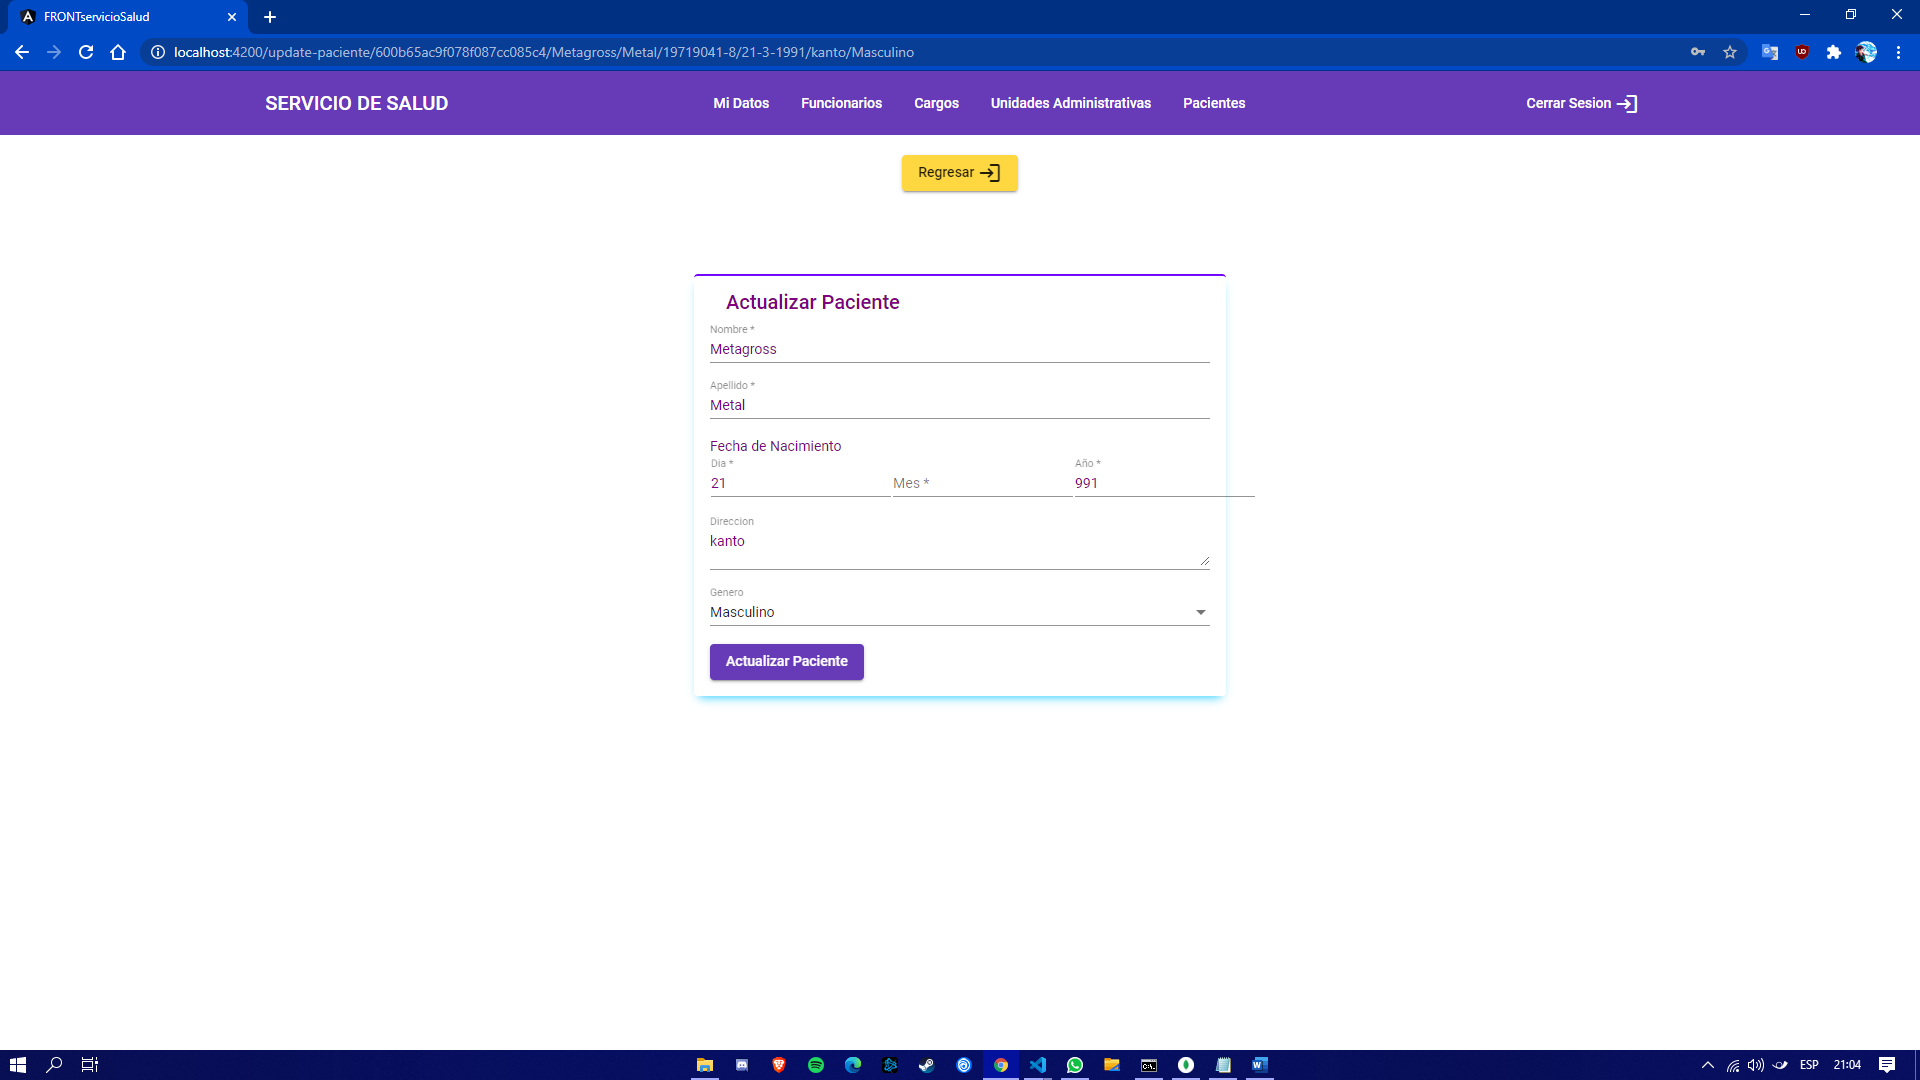 FRONTservicioSalud
localhost:4200/update-paciente/600b65ac9f078f087cc085c4/Metagross/Metal/19719041-8/21-3-1991/kanto/Masculino
SERVICIO DE SALUD
Mi Datos
Funcionarios
Cargos
Unidades Administrativas
Pacientes
Cerrar Sesion
Regresar
Actualizar Paciente
Nombre *
Metagross
Apellido *
Metal
Fecha de Nacimiento
Dia *
21
Mes *
Año *
991
Direccion
kanto
Genero
Masculino
Actualizar Paciente
ESP
21:04